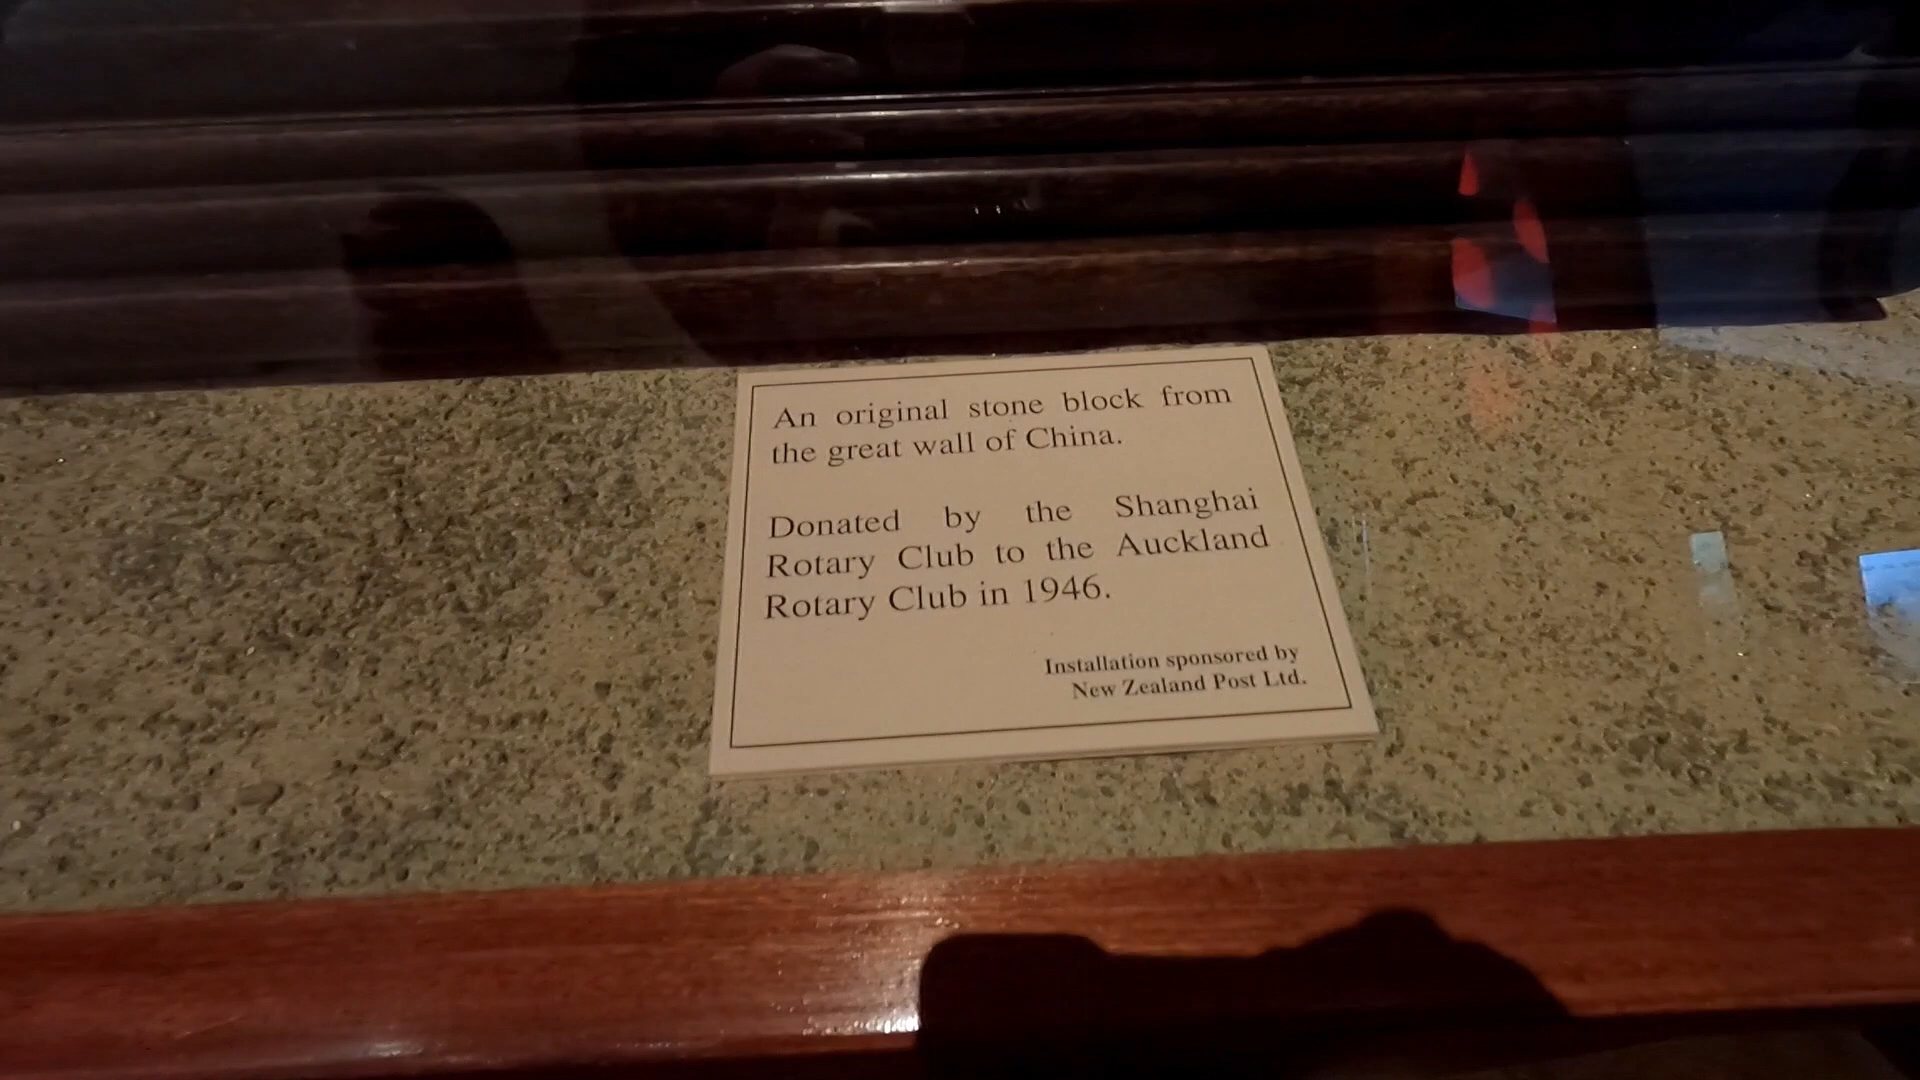 An original stone block from
the great wall of China.
Donated by the Shanghai
Rotary Club to the Auckland
Rotary Club in 1946.
Installation sponsored by
New Zealand Post Ltd.